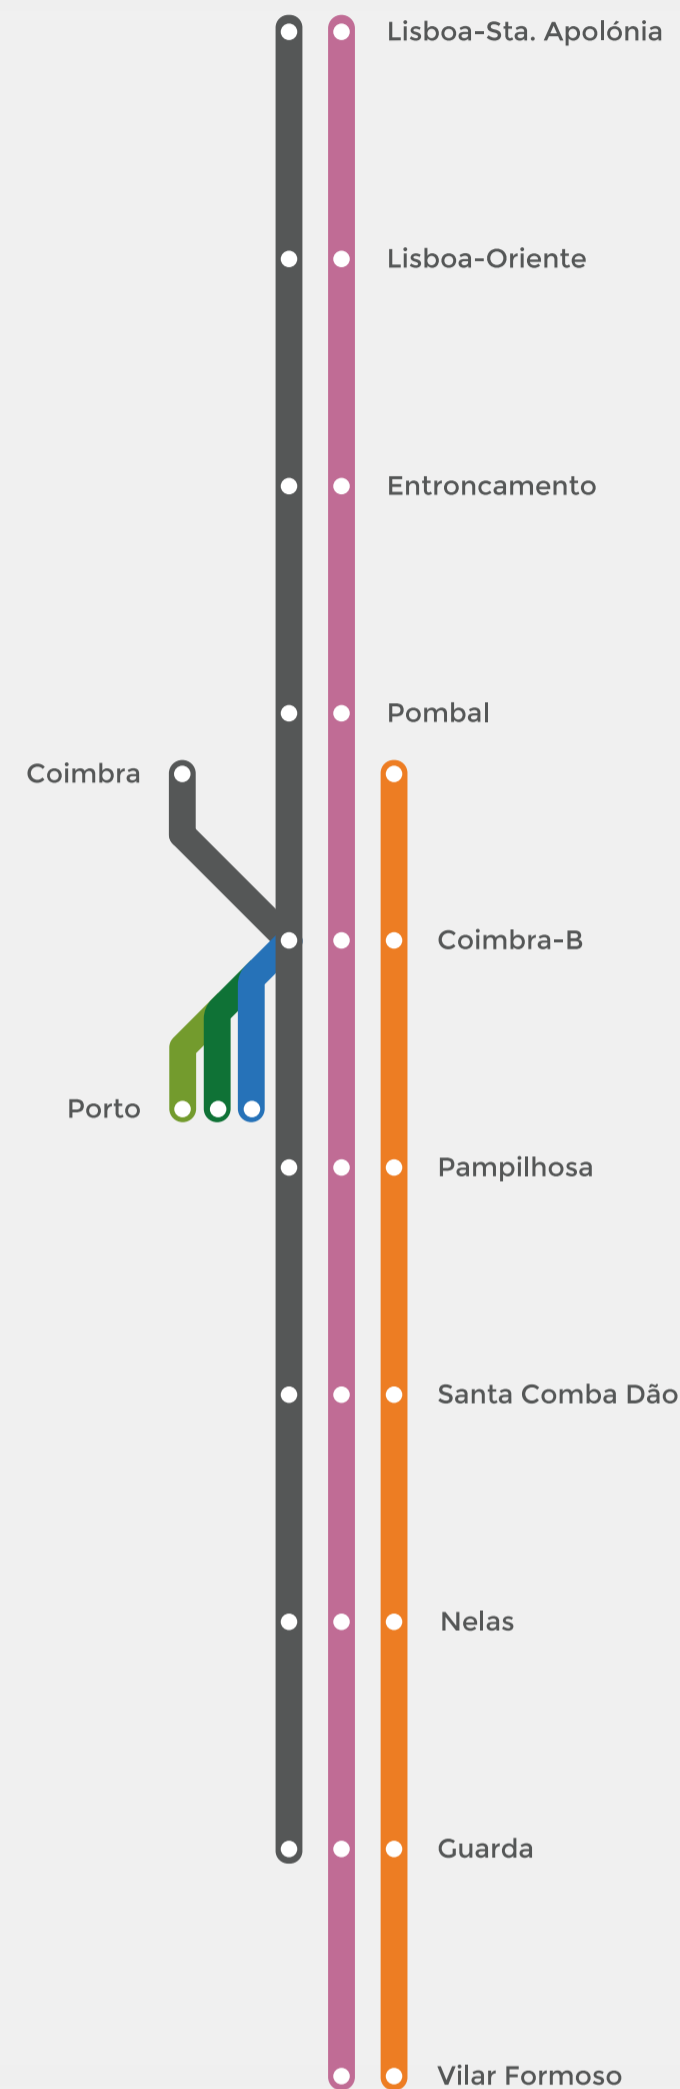 Lisboa-Sta. Apolónia
Lisboa-Oriente
Entroncamento
Pombal
Coimbra
Coimbra-B
Porto
Pampilhosa
Santa Comba Dão
Nelas
Guarda
Vilar Formoso